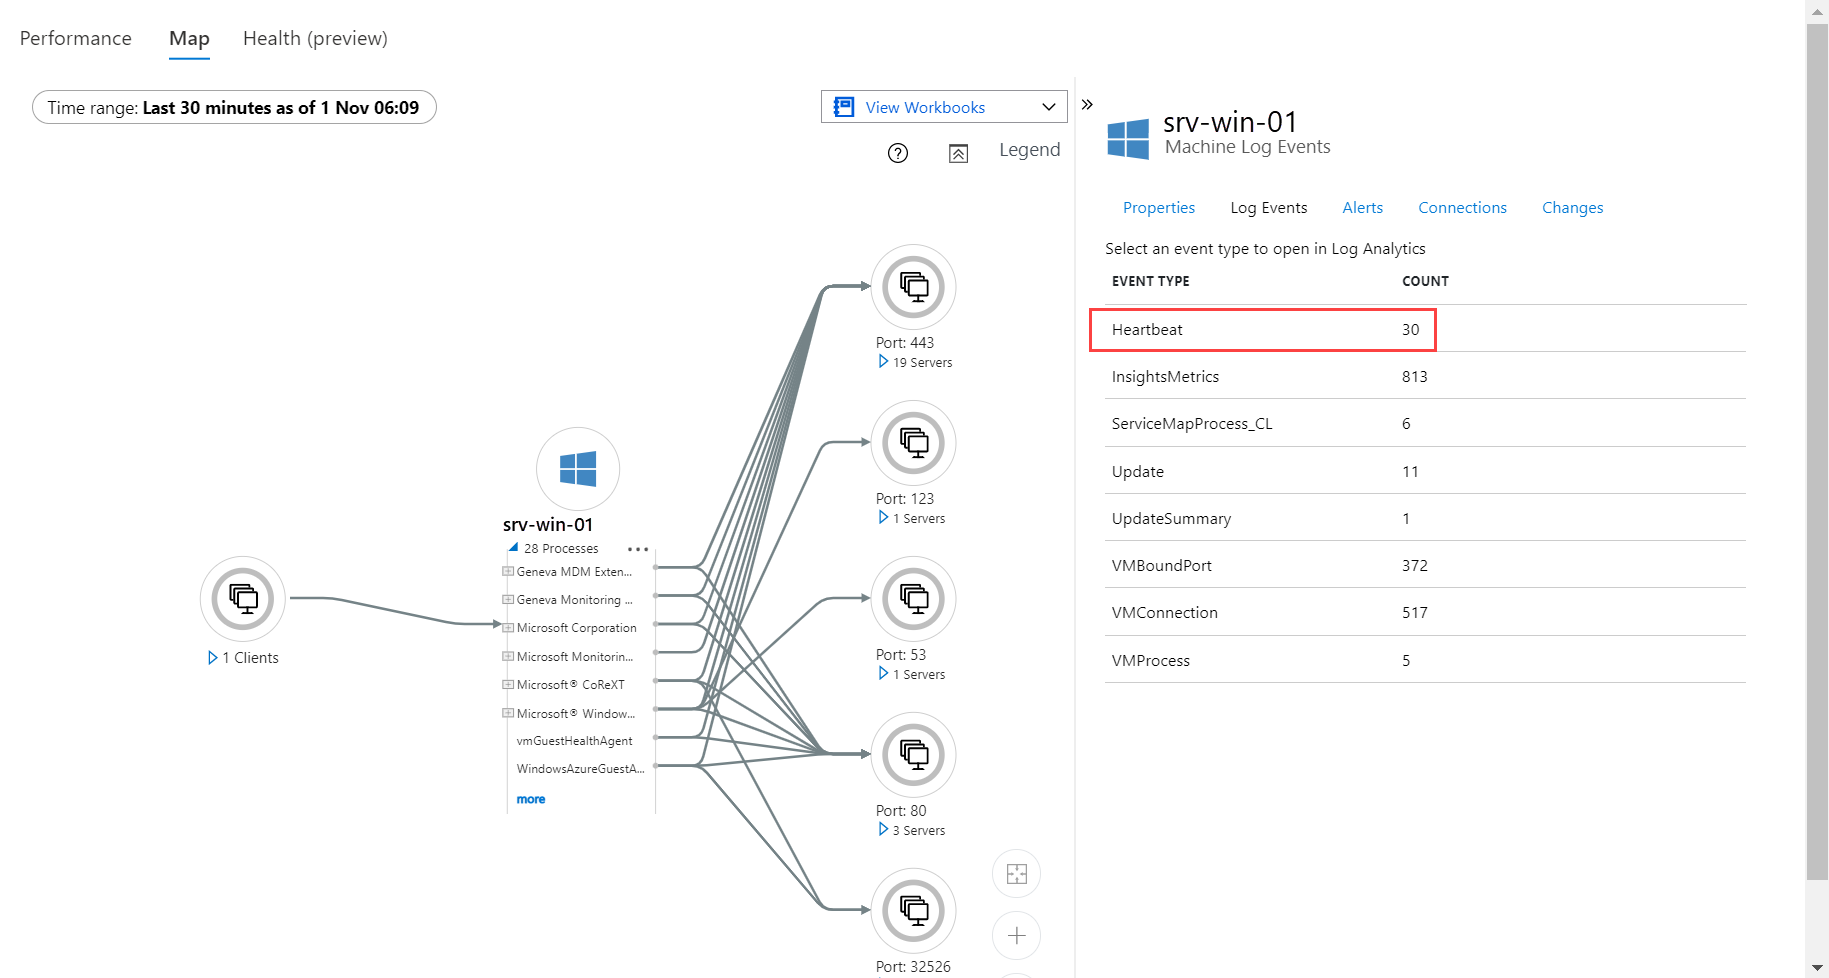 Performance Map Health (preview)
Time range: Last 30 minutes as of 1 Nov 06:09
View Workbooks
Legend
Port: 443
19 Servers
Port: 123
1 Servers
srv-win-01
28 Processes
Geneva MDM Exten...
Geneva Monitoring ...
Microsoft Corporation
Microsoft Monitorin...
Microsoft® CoReXT
Microsoft® Window...
vmGuestHealthAgent
WindowsAzureGuestA...
more
1 Clients
Port: 53
1 Servers
Port: 80
3 Servers
Port: 32526
srv-win-01
Machine Log Events
Properties Log Events Alerts Connections Changes
Select an event type to open in Log Analytics
EVENT TYPE COUNT
Heartbeat 30
InsightsMetrics 813
ServiceMapProcess_CL 6
Update 11
UpdateSummary 1
VMBoundPort 372
VMConnection 517
VMProcess 5